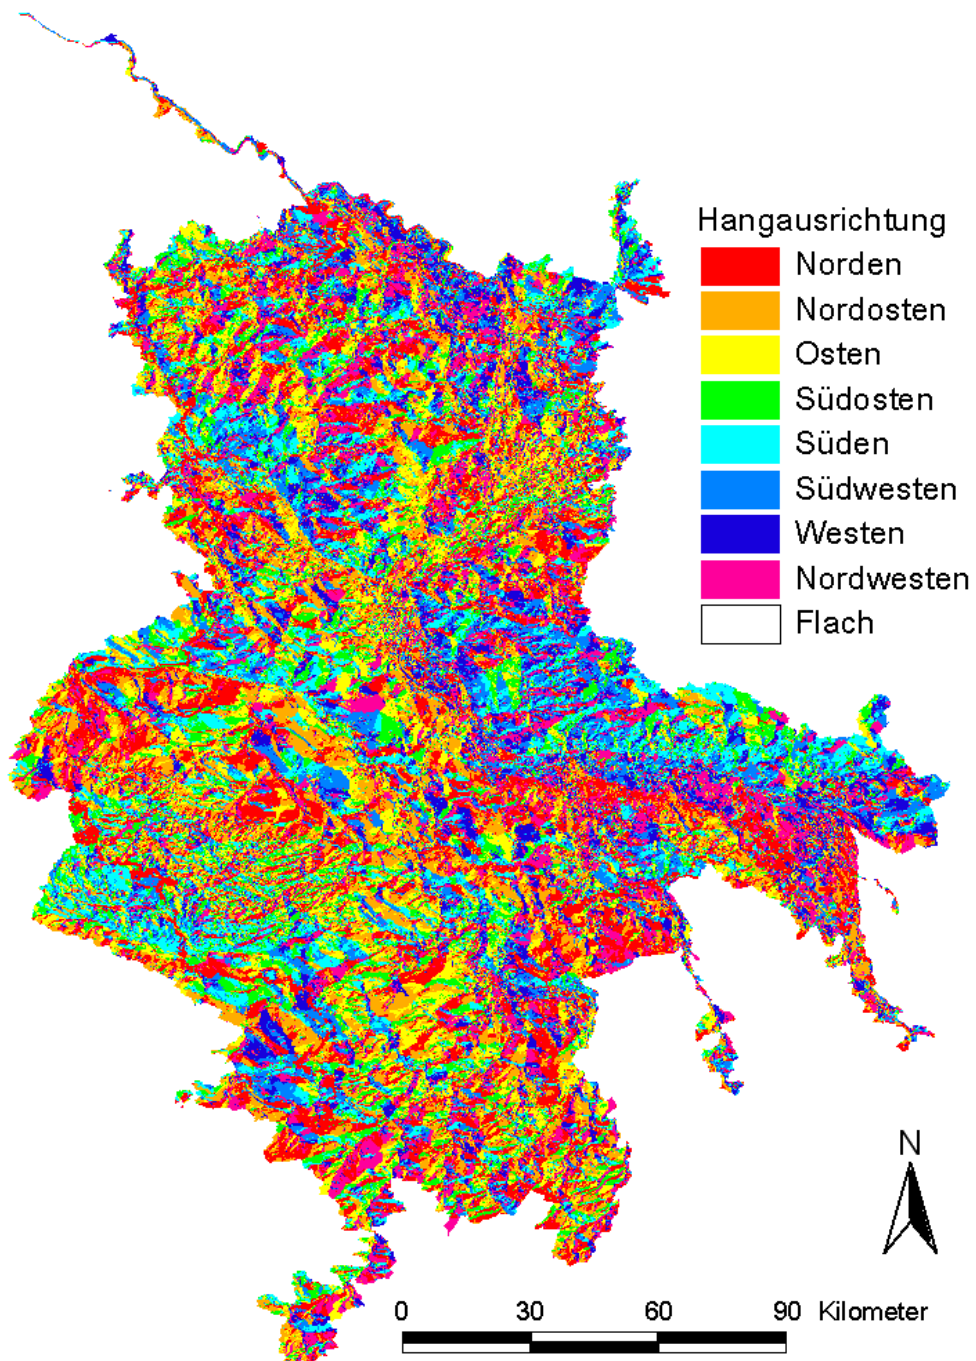 Hangausrichtung
Norden
Nordosten
Osten
Südosten
Süden
Südwesten
Westen
Nordwesten
Flach
N
0 30 60 90 Kilometer